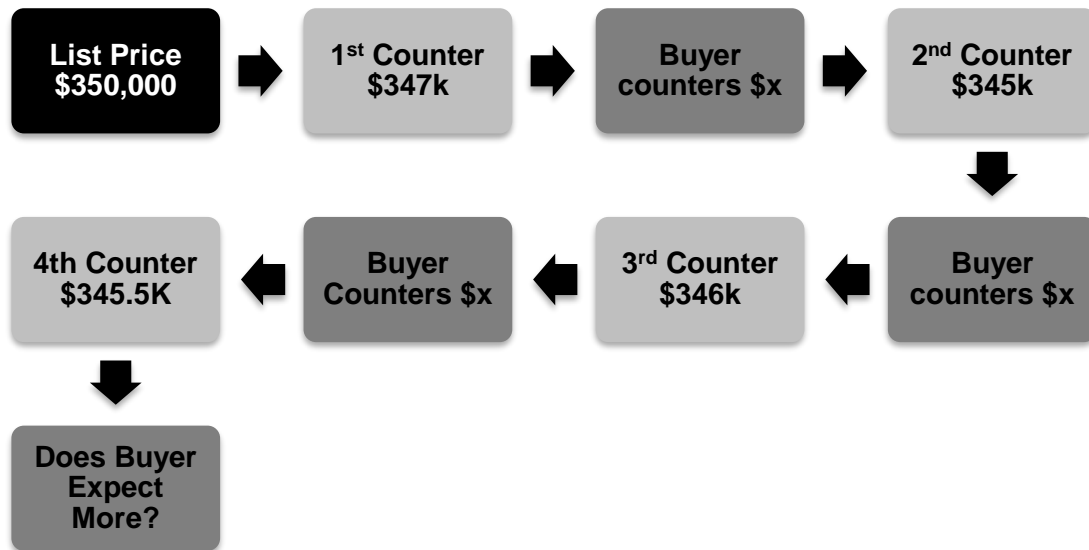 List Price
$350,000
1st Counter
$347k
Buyer
counters $x
2nd Counter
$345k
Buyer
counters $x
3rd Counter
$346k
Buyer
Counters $x
4th Counter
$345.5K
Does Buyer
Expect
More?